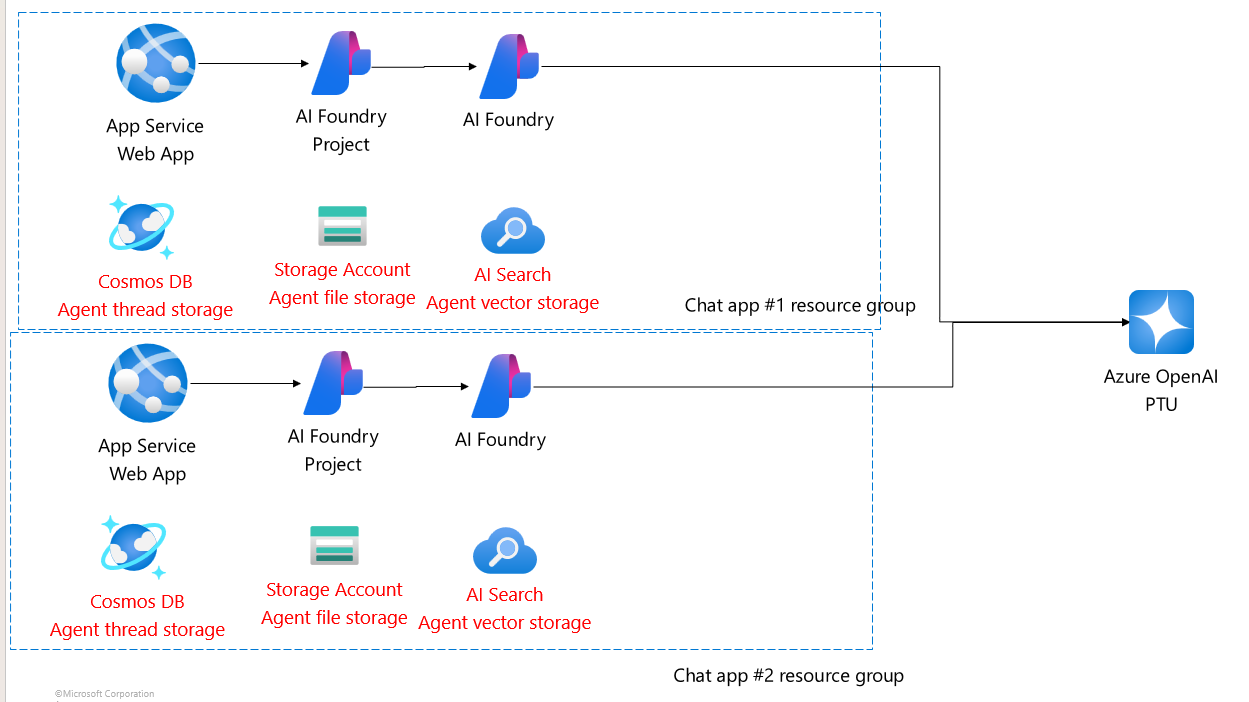 App Service
Web App
AI Foundry
Project
AI Foundry
Cosmos DB
Agent thread storage
Storage Account
Agent file storage
AI Search
Agent vector storage
Chat app #1 resource group
App Service
Web App
AI Foundry
Project
AI Foundry
Azure OpenAI
PTU
Cosmos DB
Agent thread storage
Storage Account
Agent file storage
AI Search
Agent vector storage
Chat app #2 resource group
©Microsoft Corporation